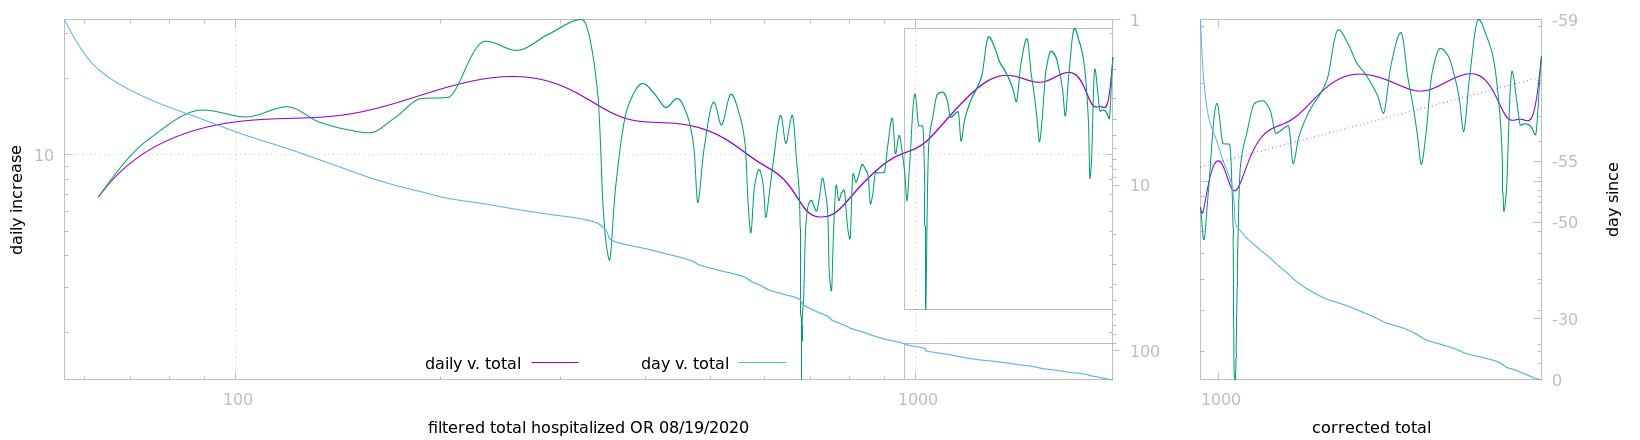 1
-59
daily increase
10
10
-55
-50
day since
-30
daily v. total
day v. total
100
0
100
1000
1000
filtered total hospitalized OR 08/19/2020
corrected total